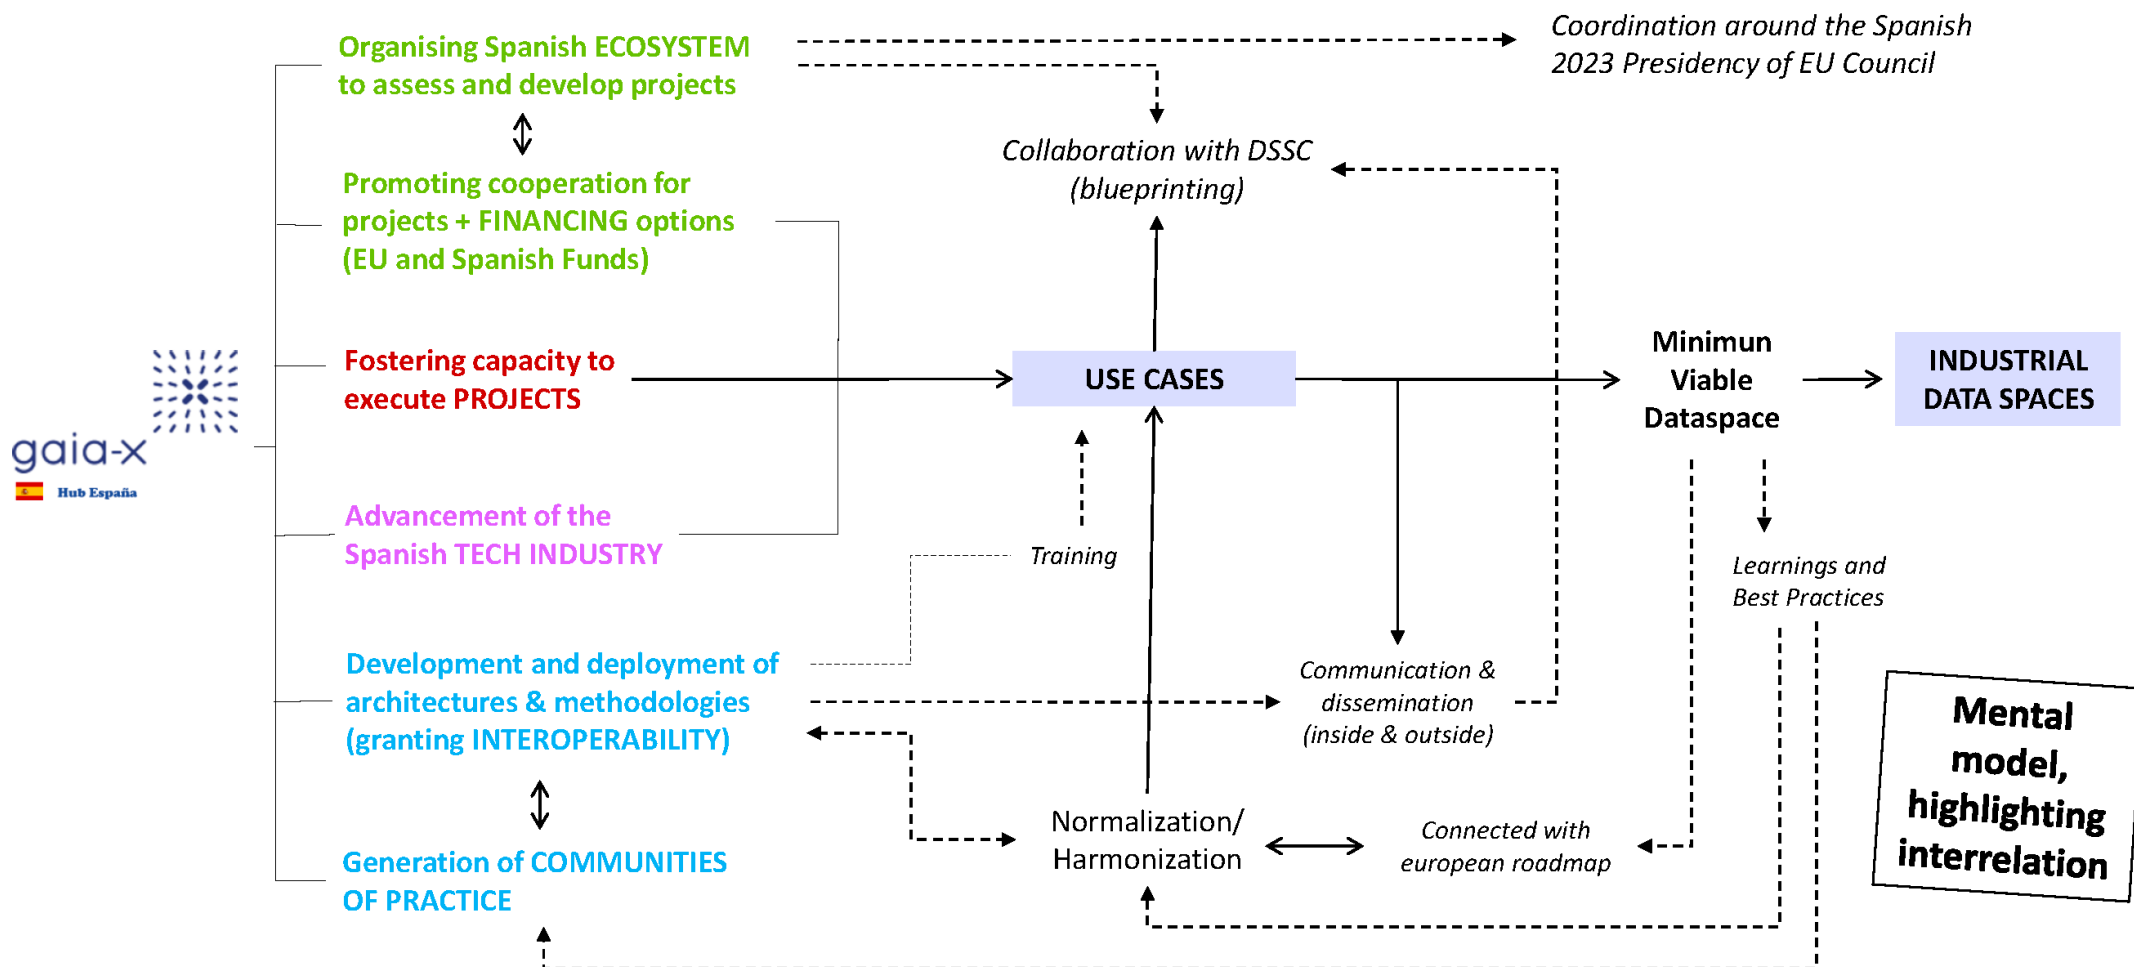 Organising Spanish ECOSYSTEM
to assess and develop projects
Coordination around the Spanish
2023 Presidency of EU Council
Collaboration with DSSC
(blueprinting)
Promoting cooperation for
projects + FINANCING options
(EU and Spanish Funds)
gaia-x
Hub España
Fostering capacity to
execute PROJECTS
USE CASES
Minimun
Viable
Dataspace
INDUSTRIAL
DATA SPACES
Advancement of the
Spanish TECH INDUSTRY
Training
Learnings and
Best Practices
Development and deployment of
architectures & methodologies
(granting INTEROPERABILITY)
Communication &
dissemination
(inside & outside)
Mental
model,
highlighting
interrelation
Normalization/
Harmonization
Connected with
european roadmap
Generation of COMMUNITIES
OF PRACTICE